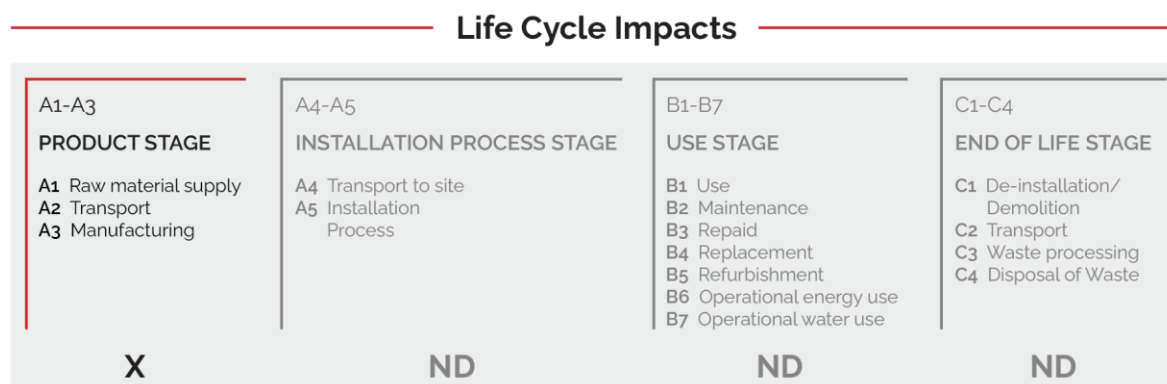 Life Cycle Impacts
A1-A3
PRODUCT STAGE
A1 Raw material supply
A2 Transport
A3 Manufacturing
X
A4-A5
INSTALLATION PROCESS STAGE
A4 Transport to site
A5 Installation
Process
ND
B1-B7
USE STAGE
B1 Use
B2 Maintenance
B3 Repaid
B4 Replacement
B5 Refurbishment
B6 Operational energy use
B7 Operational water use
ND
C1-C4
END OF LIFE STAGE
C1 De-installation/
Demolition
C2 Transport
C3 Waste processing
C4 Disposal of Waste
ND